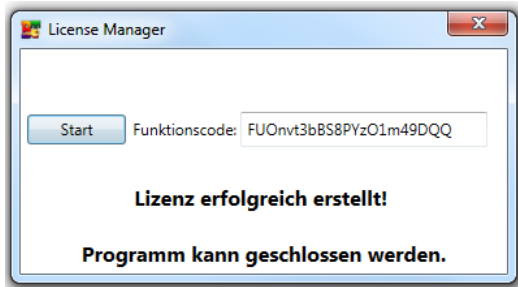 License Manager
Start Funktionscode: FUOnvt3bBS8PYzO1m49DQQ
Lizenz erfolgreich erstellt!
Programm kann geschlossen werden.